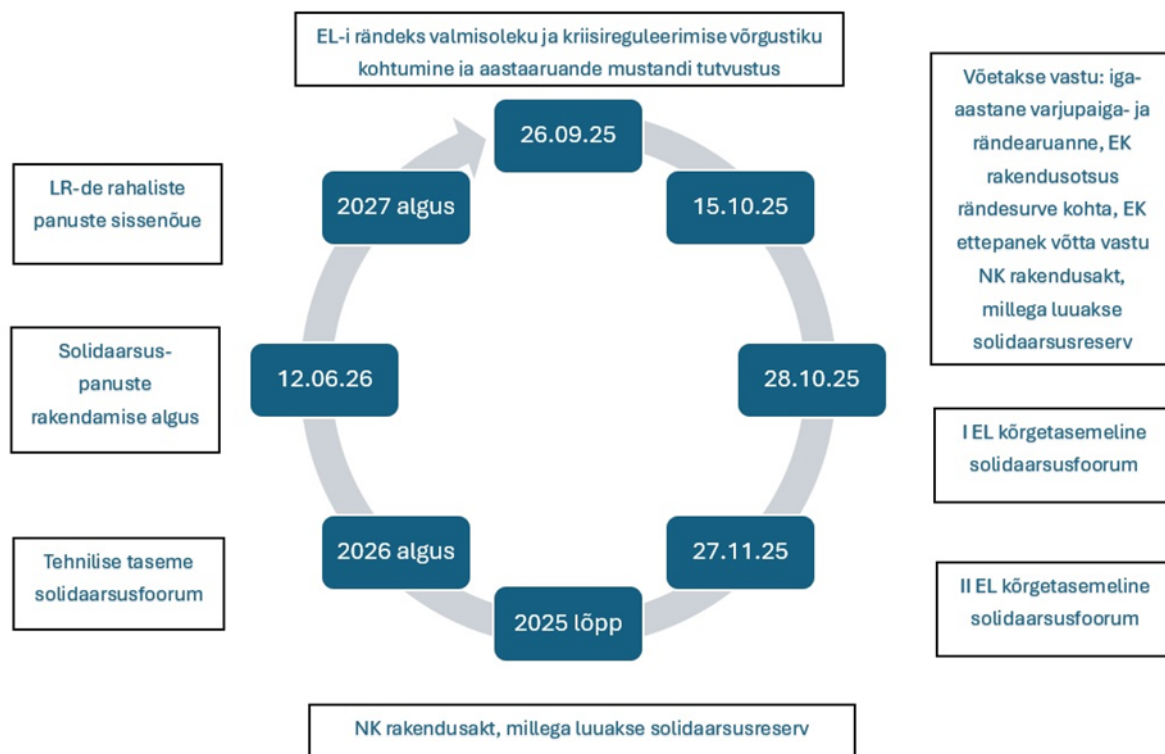 EL-i rändeks valmisoleku ja kriisireguleerimise võrgustiku
kohtumine ja aastaaruande mustandi tutvustus
26.09.25
15.10.25
Võetakse vastu: iga-
aastane varjupaiga- ja
rändearuanne, EK
rakendusotsus
rändesurve kohta, EK
ettepanek võtta vastu
NK rakendusakt,
millega luuakse
solidaarsusreserv
28.10.25
I EL kõrgetasemeline
solidaarsusfoorum
27.11.25
II EL kõrgetasemeline
solidaarsusfoorum
2025 lõpp
NK rakendusakt, millega luuakse solidaarsusreserv
2026 algus
Tehnilise taseme
solidaarsusfoorum
12.06.26
Solidaarsus-
panuste
rakendamise algus
2027 algus
LR-de rahaliste
panuste sissenõue